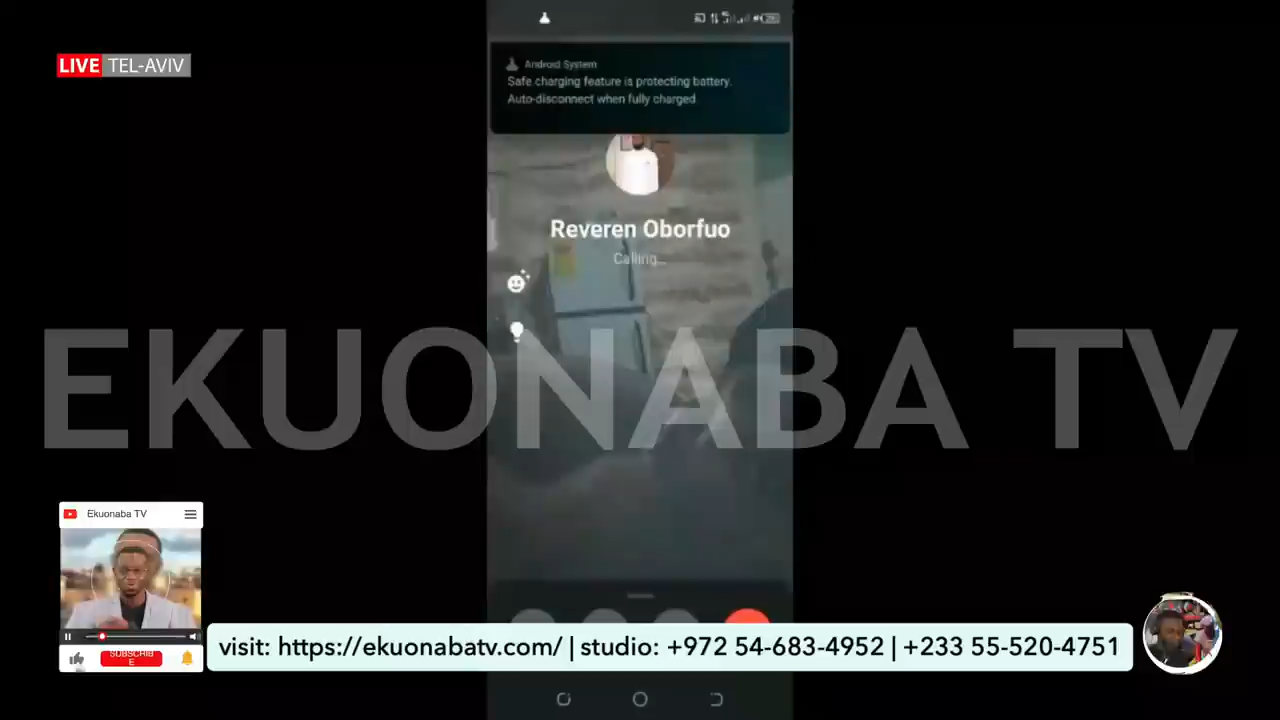 LIVE TEL-AVIV
Android System
Safe charging feature is protecting battery.
Auto-disconnect when fully charged
Reveren Oborfuo
Calling...
EKUONABA TV
Ekuonaba TV
SUBSCRIBE
visit: https://ekuonabatv.com/ | studio: +972 54-683-4952 | +233 55-520-4751